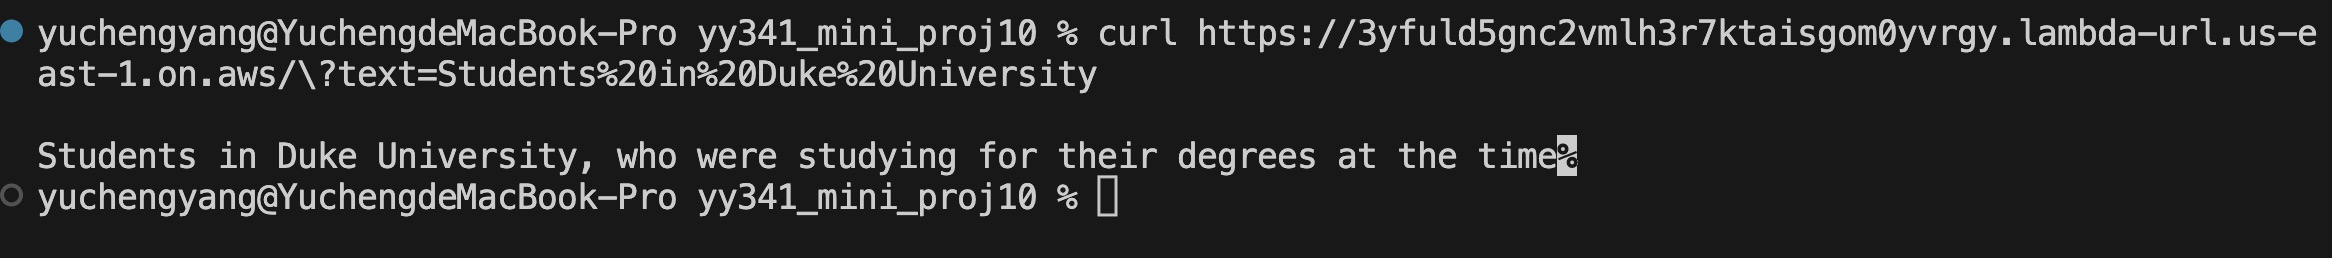 yuchengyang@YuchengdeMacBook-Pro yy341_mini_proj10 % curl https://3yfuld5gnc2vmlh3r7ktaisgom0yvrgy.lambda-url.us-e
ast-1.on.aws/\?text=Students%20in%20Duke%20University
Students in Duke University, who were studying for their degrees at the time%
yuchengyang@YuchengdeMacBook-Pro yy341_mini_proj10 %